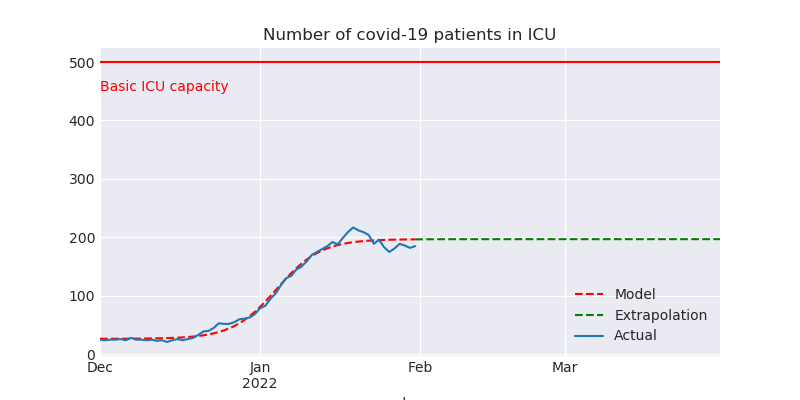 Number of covid-19 patients in ICU
500
Basic ICU capacity
400
300
200
100
0
Model
Extrapolation
Actual
Dec
Jan
2022
Feb
Mar